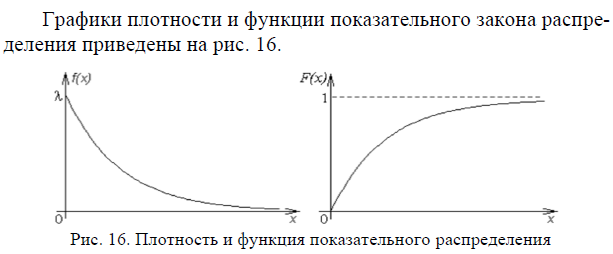 Графики плотности и функции показательного закона распре-
деления приведены на рис. 16.
f(x)
λ
0
x
F(x)
1
0
x
Рис. 16. Плотность и функция показательного распределения